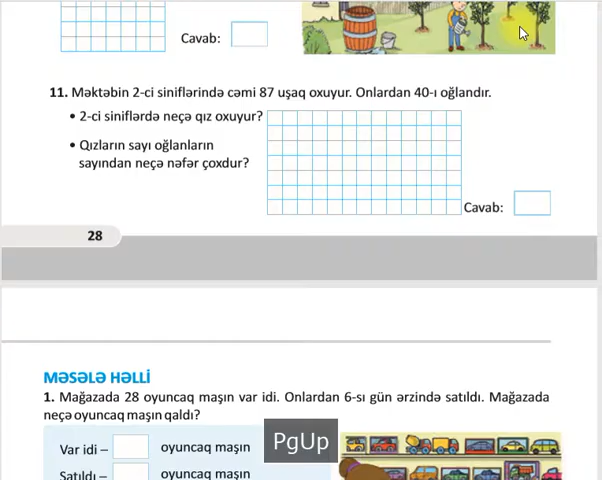 Cavab:
11. Məktəbin 2-ci siniflərində cəmi 87 uşaq oxuyur. Onlardan 40-ı oğlandır.
• 2-ci siniflərdə neçə qız oxuyur?
• Qızların sayı oğlanların
sayından neçə nəfər çoxdur?
Cavab:
28
MƏSƏLƏ HƏLLİ
1. Mağazada 28 oyuncaq maşın var idi. Onlardan 6-sı gün ərzində satıldı. Mağazada
neçə oyuncaq maşın qaldı?
Var idi – oyuncaq maşın
PgUp
Satıldı – oyuncaq maşın